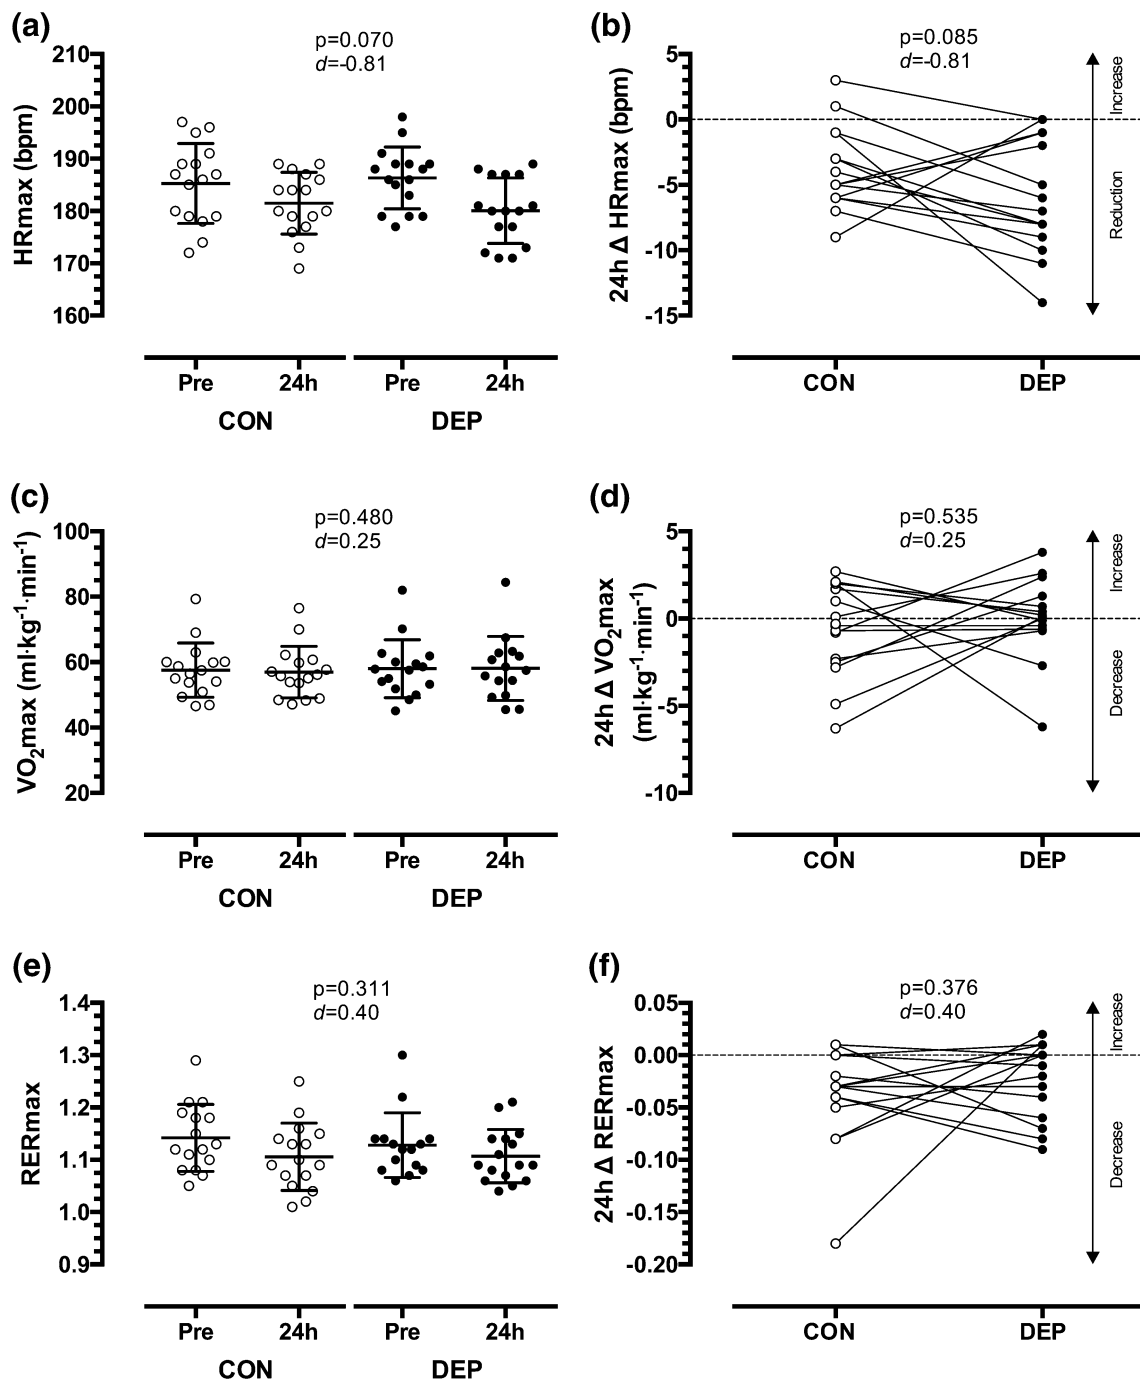 (a)
p=0.070
d=-0.81
HRmax (bpm)
210
200
190
180
170
160
Pre
24h
Pre
24h
CON
DEP
(b)
p=0.085
d=-0.81
24h Δ HRmax (bpm)
5
0
-5
-10
-15
Increase
Reduction
CON
DEP
(c)
p=0.480
d=0.25
VO2max (ml·kg-1·min-1)
100
80
60
40
20
Pre
24h
Pre
24h
CON
DEP
(d)
p=0.535
d=0.25
24h Δ VO2max
(ml·kg-1·min-1)
5
0
-5
-10
Increase
Decrease
CON
DEP
(e)
p=0.311
d=0.40
RERmax
1.4
1.3
1.2
1.1
1.0
0.9
Pre
24h
Pre
24h
CON
DEP
(f)
p=0.376
d=0.40
24h Δ RERmax
0.05
0.00
-0.05
-0.10
-0.15
-0.20
Increase
Decrease
CON
DEP